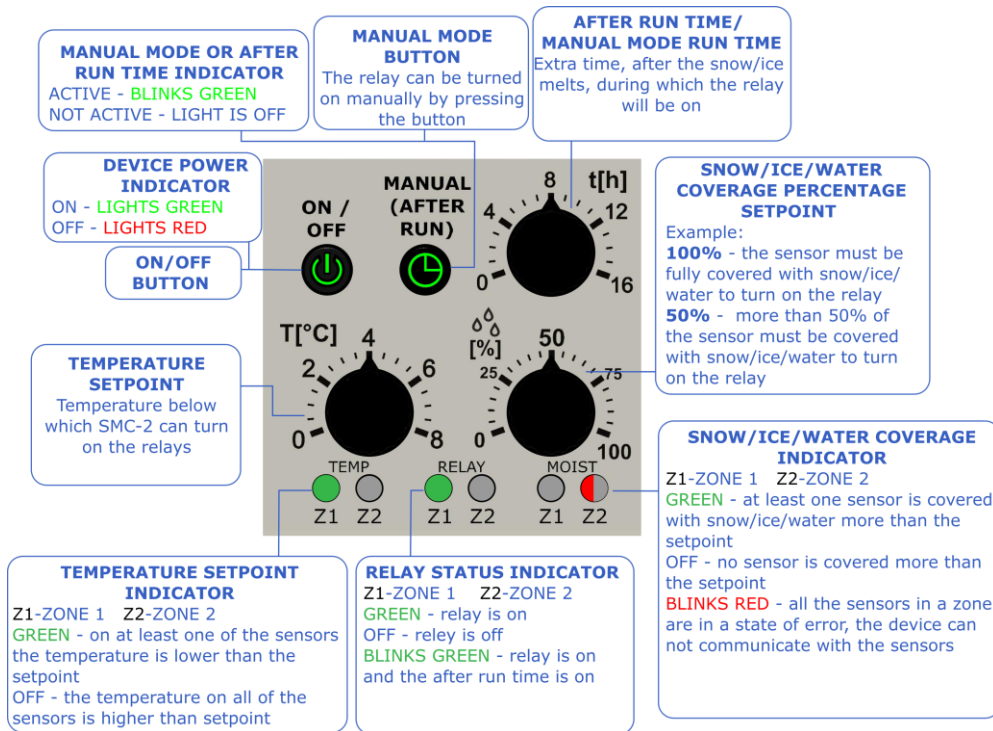 MANUAL MODE OR AFTER
RUN TIME INDICATOR
ACTIVE - BLINKS GREEN
NOT ACTIVE - LIGHT IS OFF
MANUAL MODE
BUTTON
The relay can be turned
on manually by pressing
the button
AFTER RUN TIME/
MANUAL MODE RUN TIME
Extra time, after the snow/ice
melts, during which the relay
will be on
DEVICE POWER
INDICATOR
ON - LIGHTS GREEN
OFF - LIGHTS RED
ON/OFF
BUTTON
ON /
OFF
MANUAL
(AFTER
RUN)
t[h]
0
4
8
12
16
SNOW/ICE/WATER
COVERAGE PERCENTAGE
SETPOINT
Example:
100% - the sensor must be
fully covered with snow/ice/
water to turn on the relay
50% - more than 50% of
the sensor must be covered
with snow/ice/water to turn
on the relay
TEMPERATURE
SETPOINT
Temperature below
which SMC-2 can turn
on the relays
T[°C]
0
2
4
6
8
[%]
0
25
50
75
100
TEMP
Z1 Z2
RELAY
Z1 Z2
MOIST
Z1 Z2
SNOW/ICE/WATER COVERAGE
INDICATOR
Z1-ZONE 1 Z2-ZONE 2
GREEN - at least one sensor is covered
with snow/ice/water more than the
setpoint
OFF - no sensor is covered more than
the setpoint
BLINKS RED - all the sensors in a zone
are in a state of error, the device can
not communicate with the sensors
TEMPERATURE SETPOINT
INDICATOR
Z1-ZONE 1 Z2-ZONE 2
GREEN - on at least one of the sensors
the temperature is lower than the
setpoint
OFF - the temperature on all of the
sensors is higher than setpoint
RELAY STATUS INDICATOR
Z1-ZONE 1 Z2-ZONE 2
GREEN - relay is on
OFF - reley is off
BLINKS GREEN - relay is on
and the after run time is on